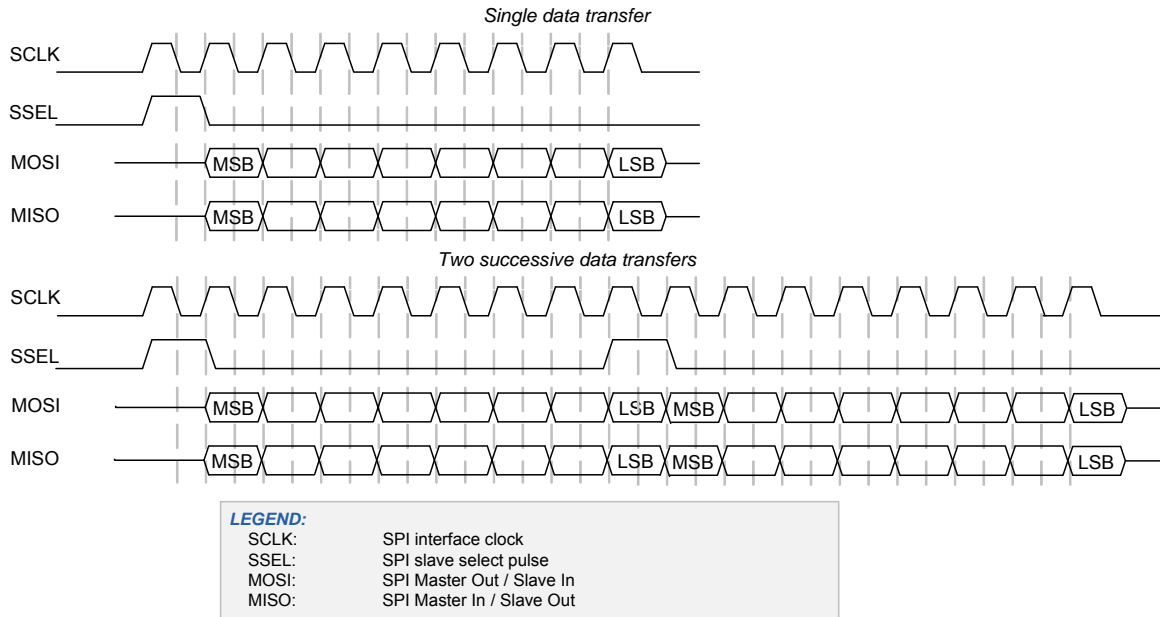 Single data transfer
SCLK
SSEL
MOSI MSB LSB
MISO MSB LSB
Two successive data transfers
SCLK
SSEL
MOSI MSB LSB MSB LSB
MISO MSB LSB MSB LSB
LEGEND:
SCLK: SPI interface clock
SSEL: SPI slave select pulse
MOSI: SPI Master Out / Slave In
MISO: SPI Master In / Slave Out